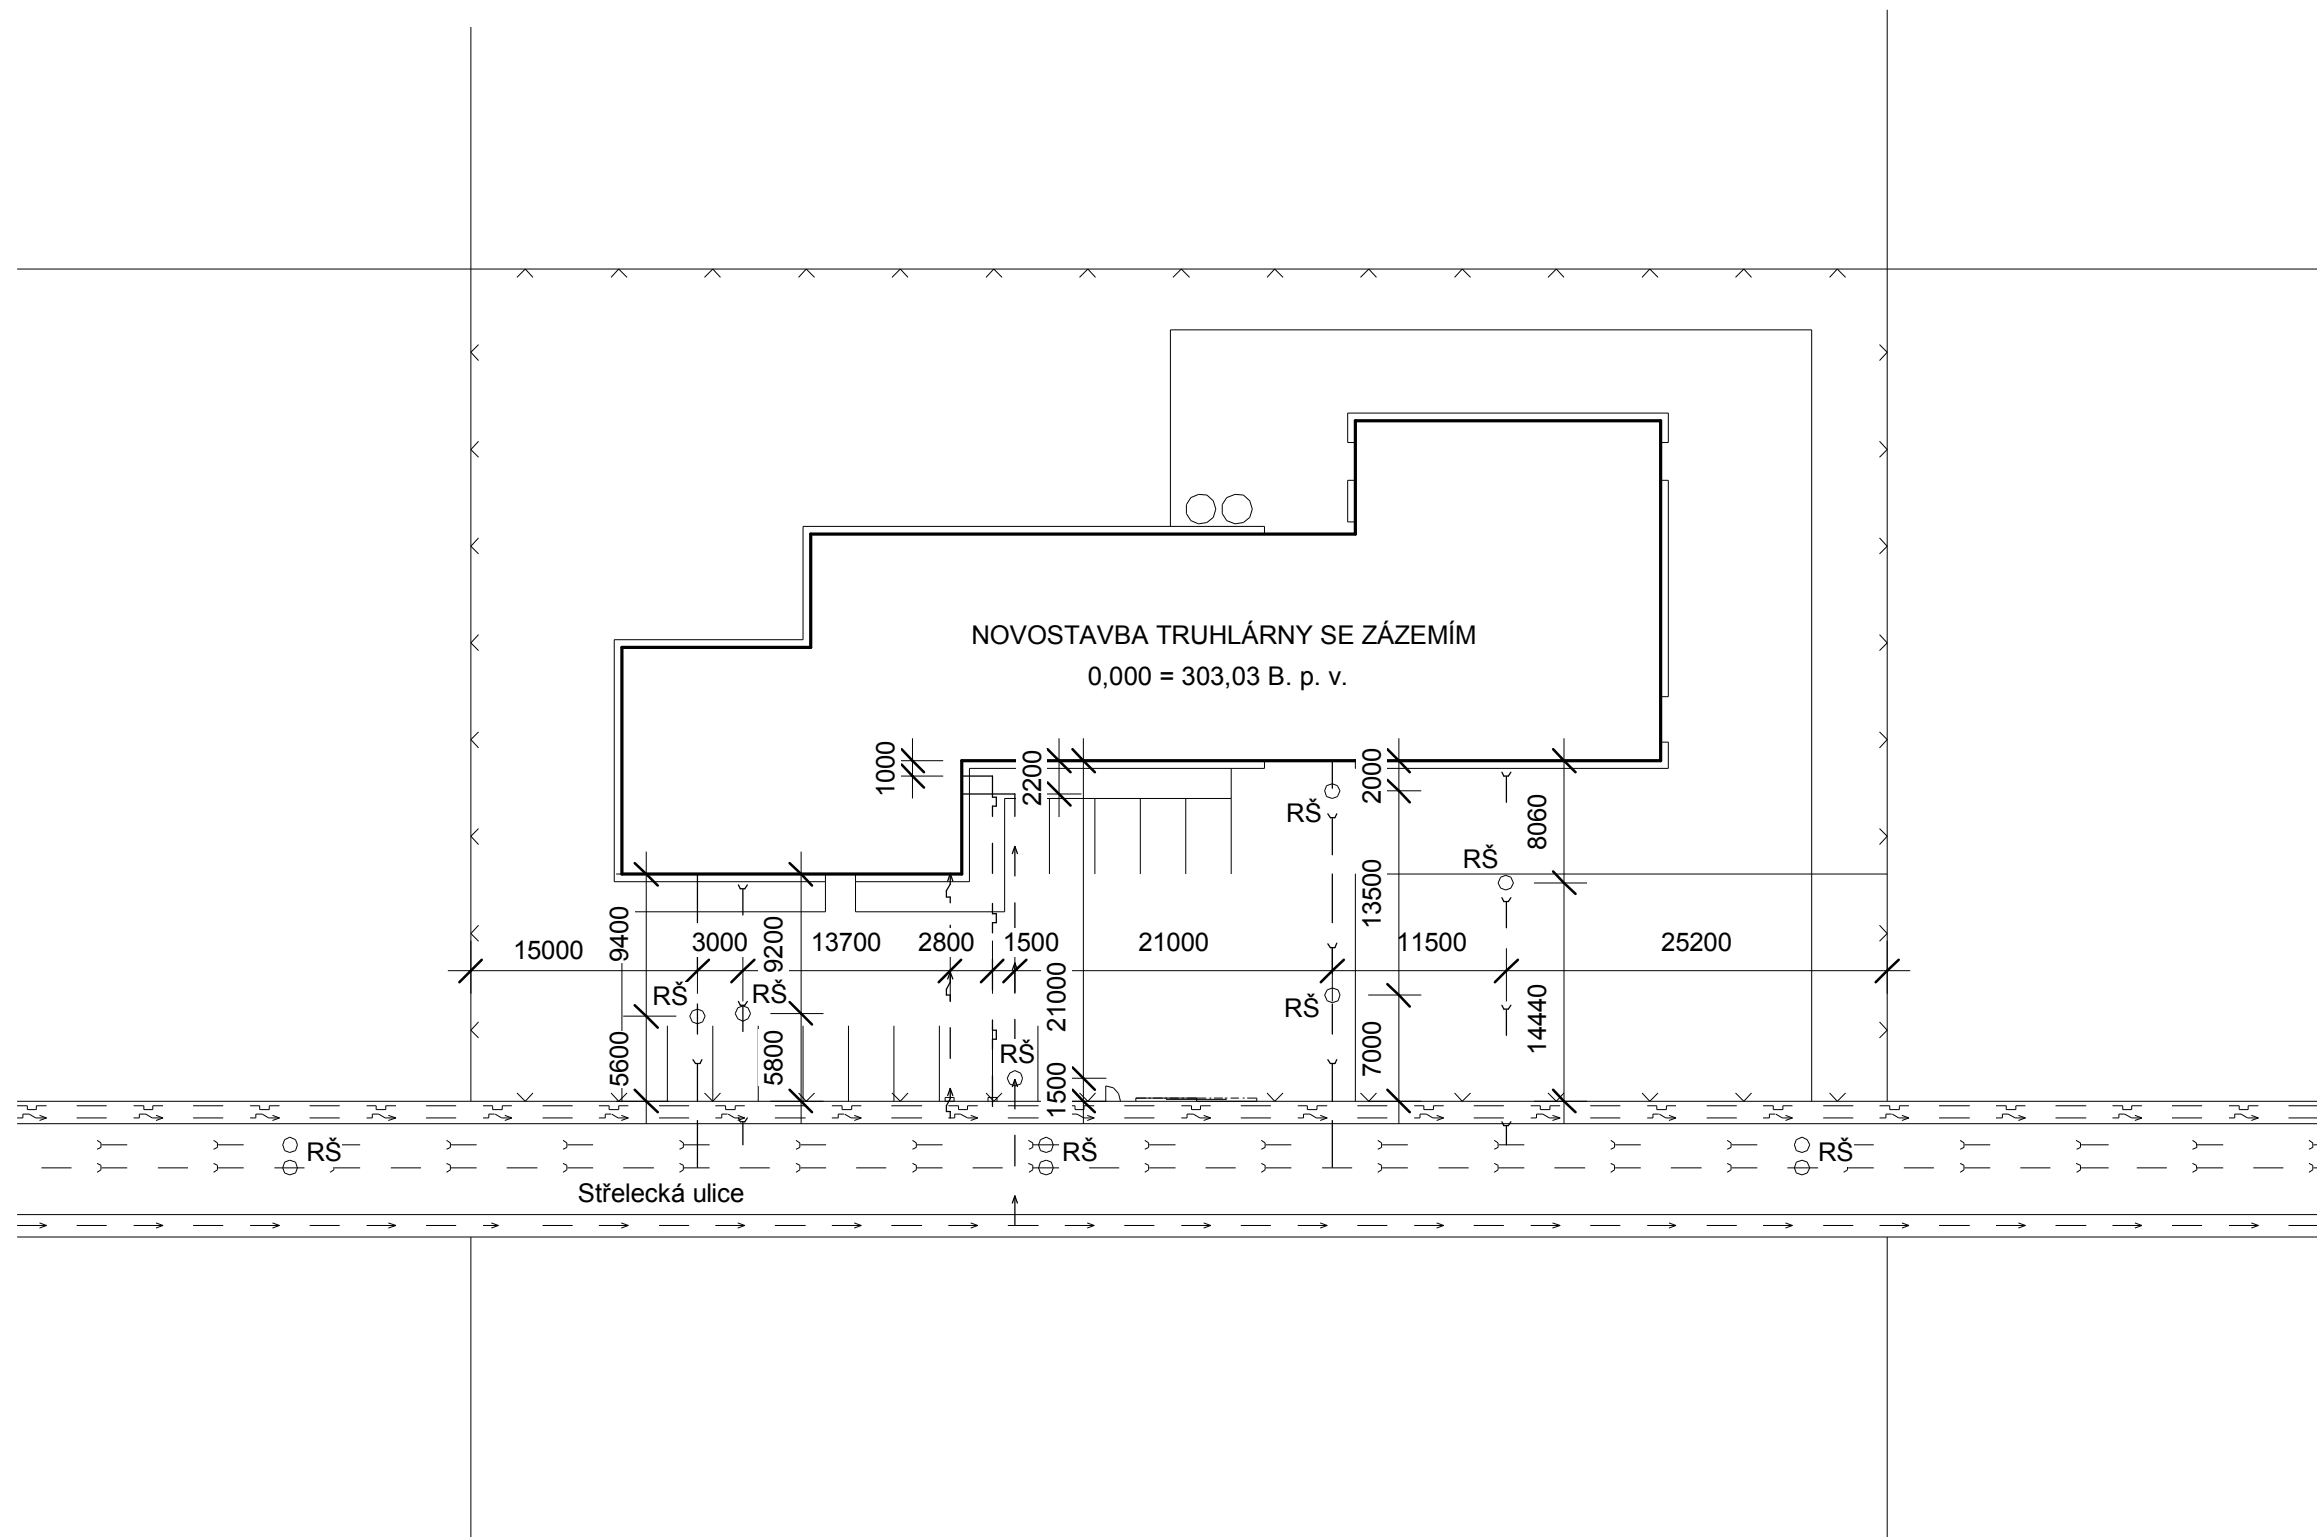 NOVOSTAVBA TRUHLÁRNY SE ZÁZEMÍM
0,000 = 303,03 B. p. v.
1000
2200
2000
RŠ
8060
RŠ
13500
9400
15000
3000
9200
13700
2800
1500
21000
11500
25200
RŠ
RŠ
21000
RŠ
14440
5600
5800
RŠ
1500
7000
RŠ
RŠ
RŠ
Střelecká ulice